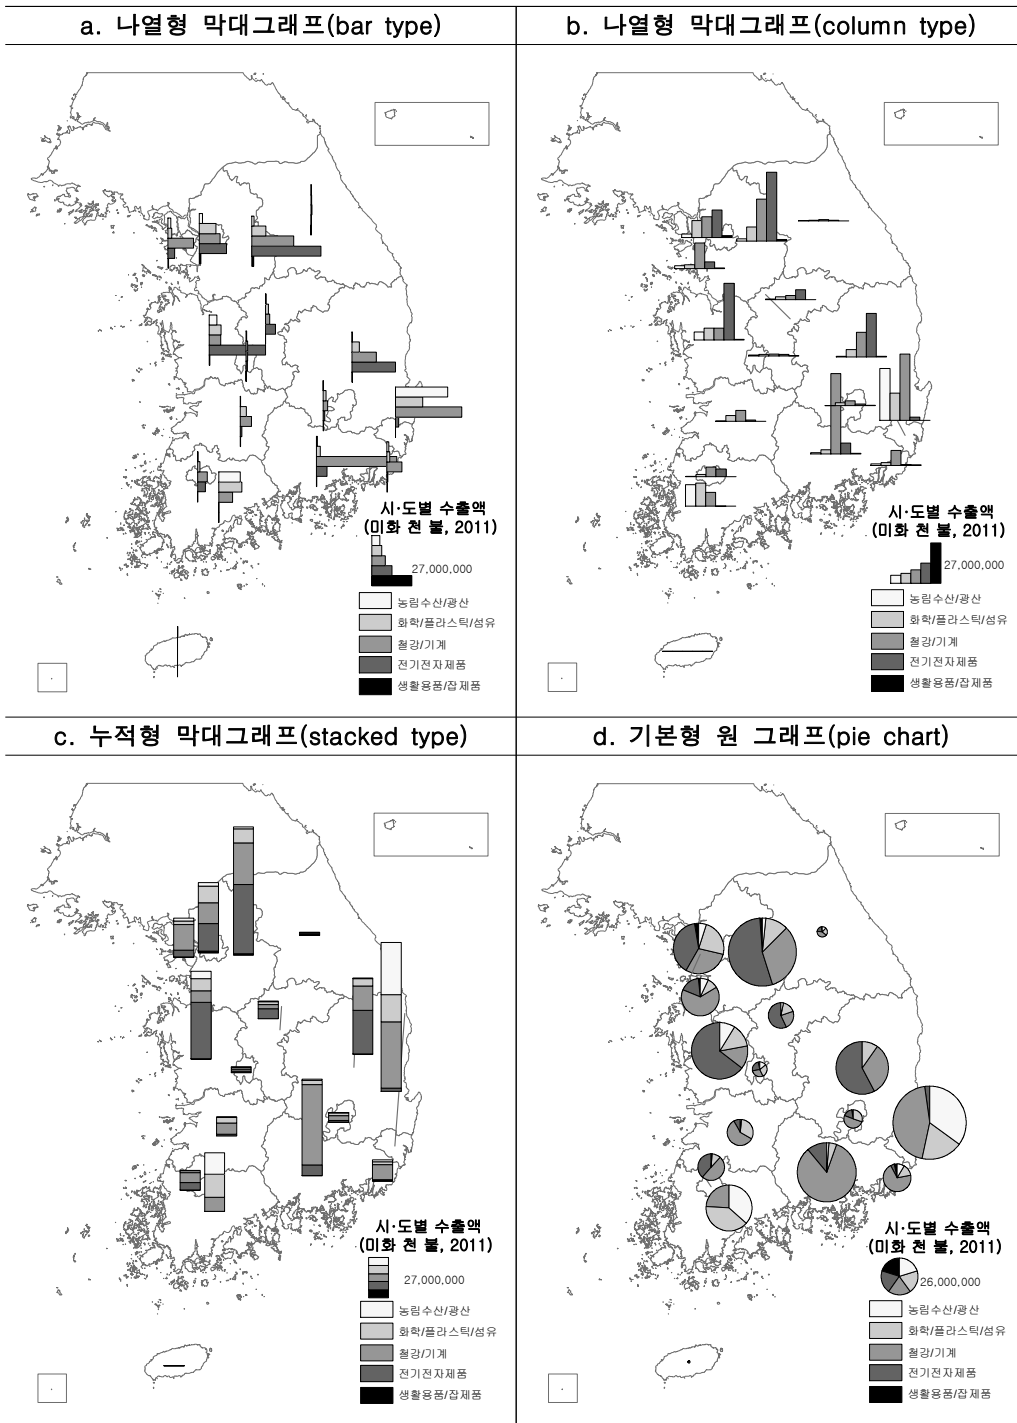 a. 나열형 막대그래프(bar type)
b. 나열형 막대그래프(column type)
시·도별 수출액
(미화 천 불, 2011)
27,000,000
농림수산/광산
화학/플라스틱/섬유
철강/기계
전기전자제품
생활용품/잡제품
시·도별 수출액
(미화 천 불, 2011)
27,000,000
농림수산/광산
화학/플라스틱/섬유
철강/기계
전기전자제품
생활용품/잡제품
c. 누적형 막대그래프(stacked type)
d. 기본형 원 그래프(pie chart)
시·도별 수출액
(미화 천 불, 2011)
27,000,000
농림수산/광산
화학/플라스틱/섬유
철강/기계
전기전자제품
생활용품/잡제품
시·도별 수출액
(미화 천 불, 2011)
26,000,000
농림수산/광산
화학/플라스틱/섬유
철강/기계
전기전자제품
생활용품/잡제품